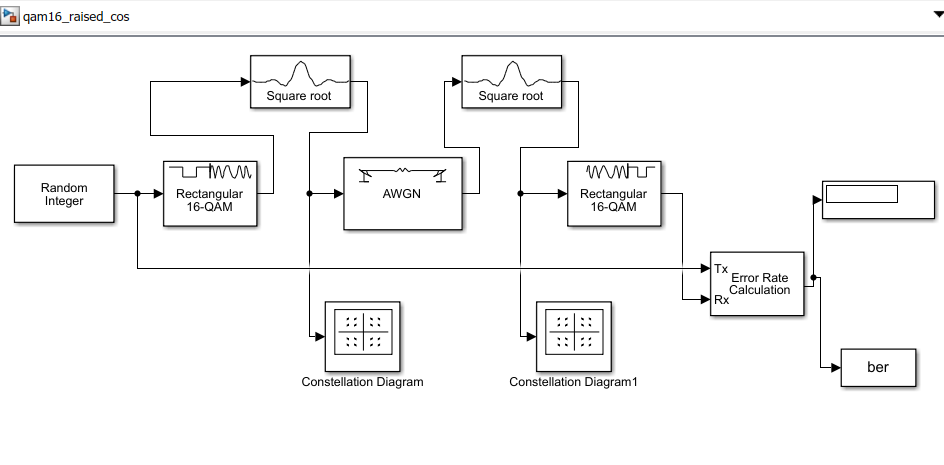 qam16_raised_cos
Square root
Square root
Random
Integer
Rectangular
16-QAM
AWGN
Rectangular
16-QAM
Tx
Rx
Error Rate
Calculation
Constellation Diagram
Constellation Diagram1
ber